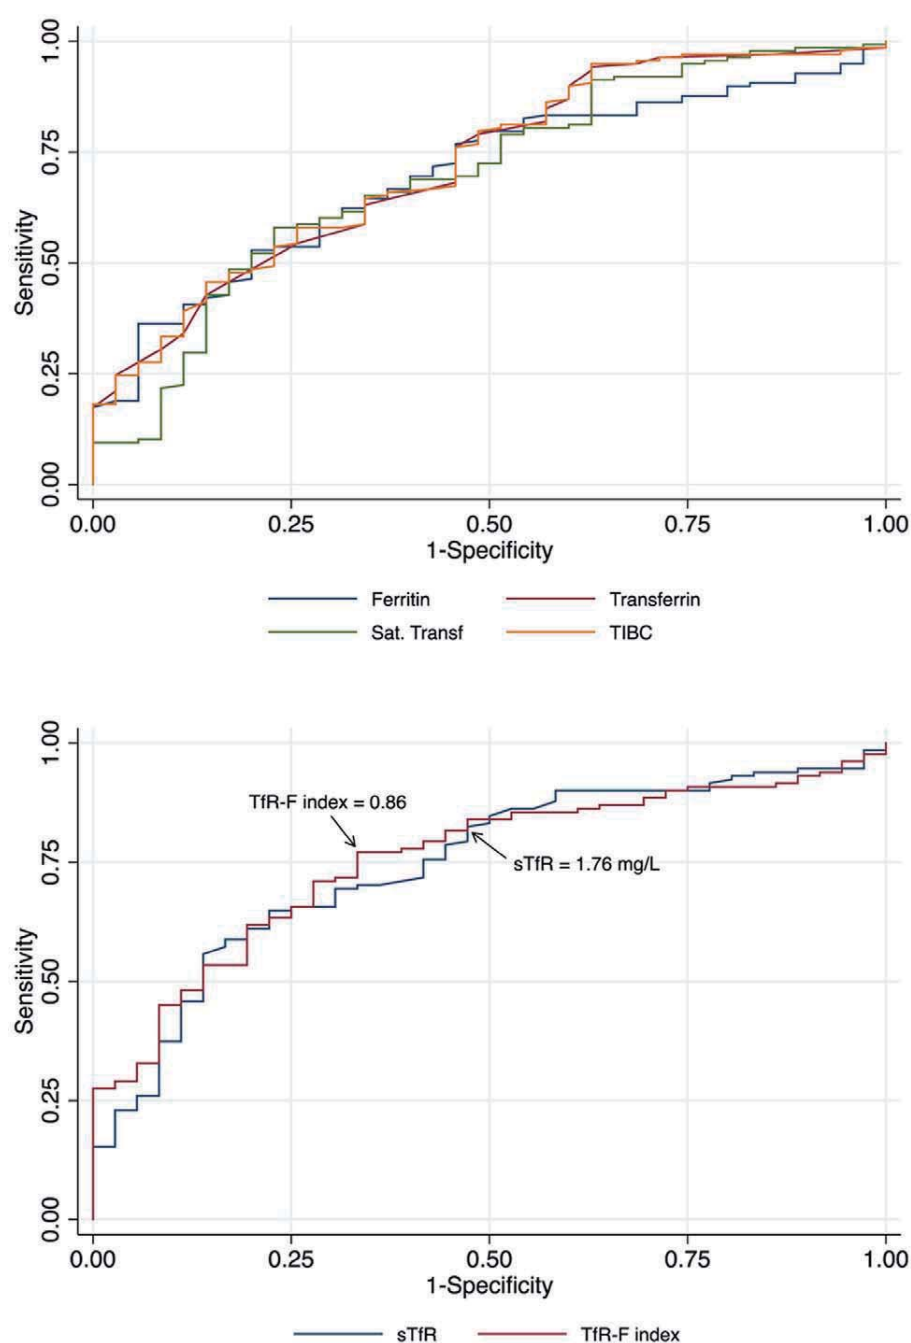 1.00
0.75
0.50
0.25
0.00
Sensitivity
0.00 0.25 0.50 0.75 1.00
1-Specificity
Ferritin Transferrin
Sat. Transf TIBC
1.00
0.75
0.50
0.25
0.00
Sensitivity
TfR-F index = 0.86
sTfR = 1.76 mg/L
0.00 0.25 0.50 0.75 1.00
1-Specificity
sTfR TfR-F index